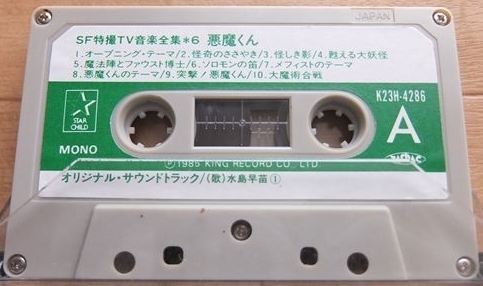 JAPAN
SF特撮TV音楽全集*6 悪魔くん
1.オープニング・テーマ/2.怪奇のささやき/3.怪しき影/4.甦える大妖怪
5.魔法陣とファウスト博士/6.ソロモンの笛/7.メフィストのテーマ
8.悪魔くんのテーマ/9.突撃!悪魔くん/10.大魔術合戦
STAR
CHILD
K23H-4286
A
MONO
Ⓟ1985 KING RECORD CO., LTD
オリジナル・サウンドトラック/(歌)水島早苗①